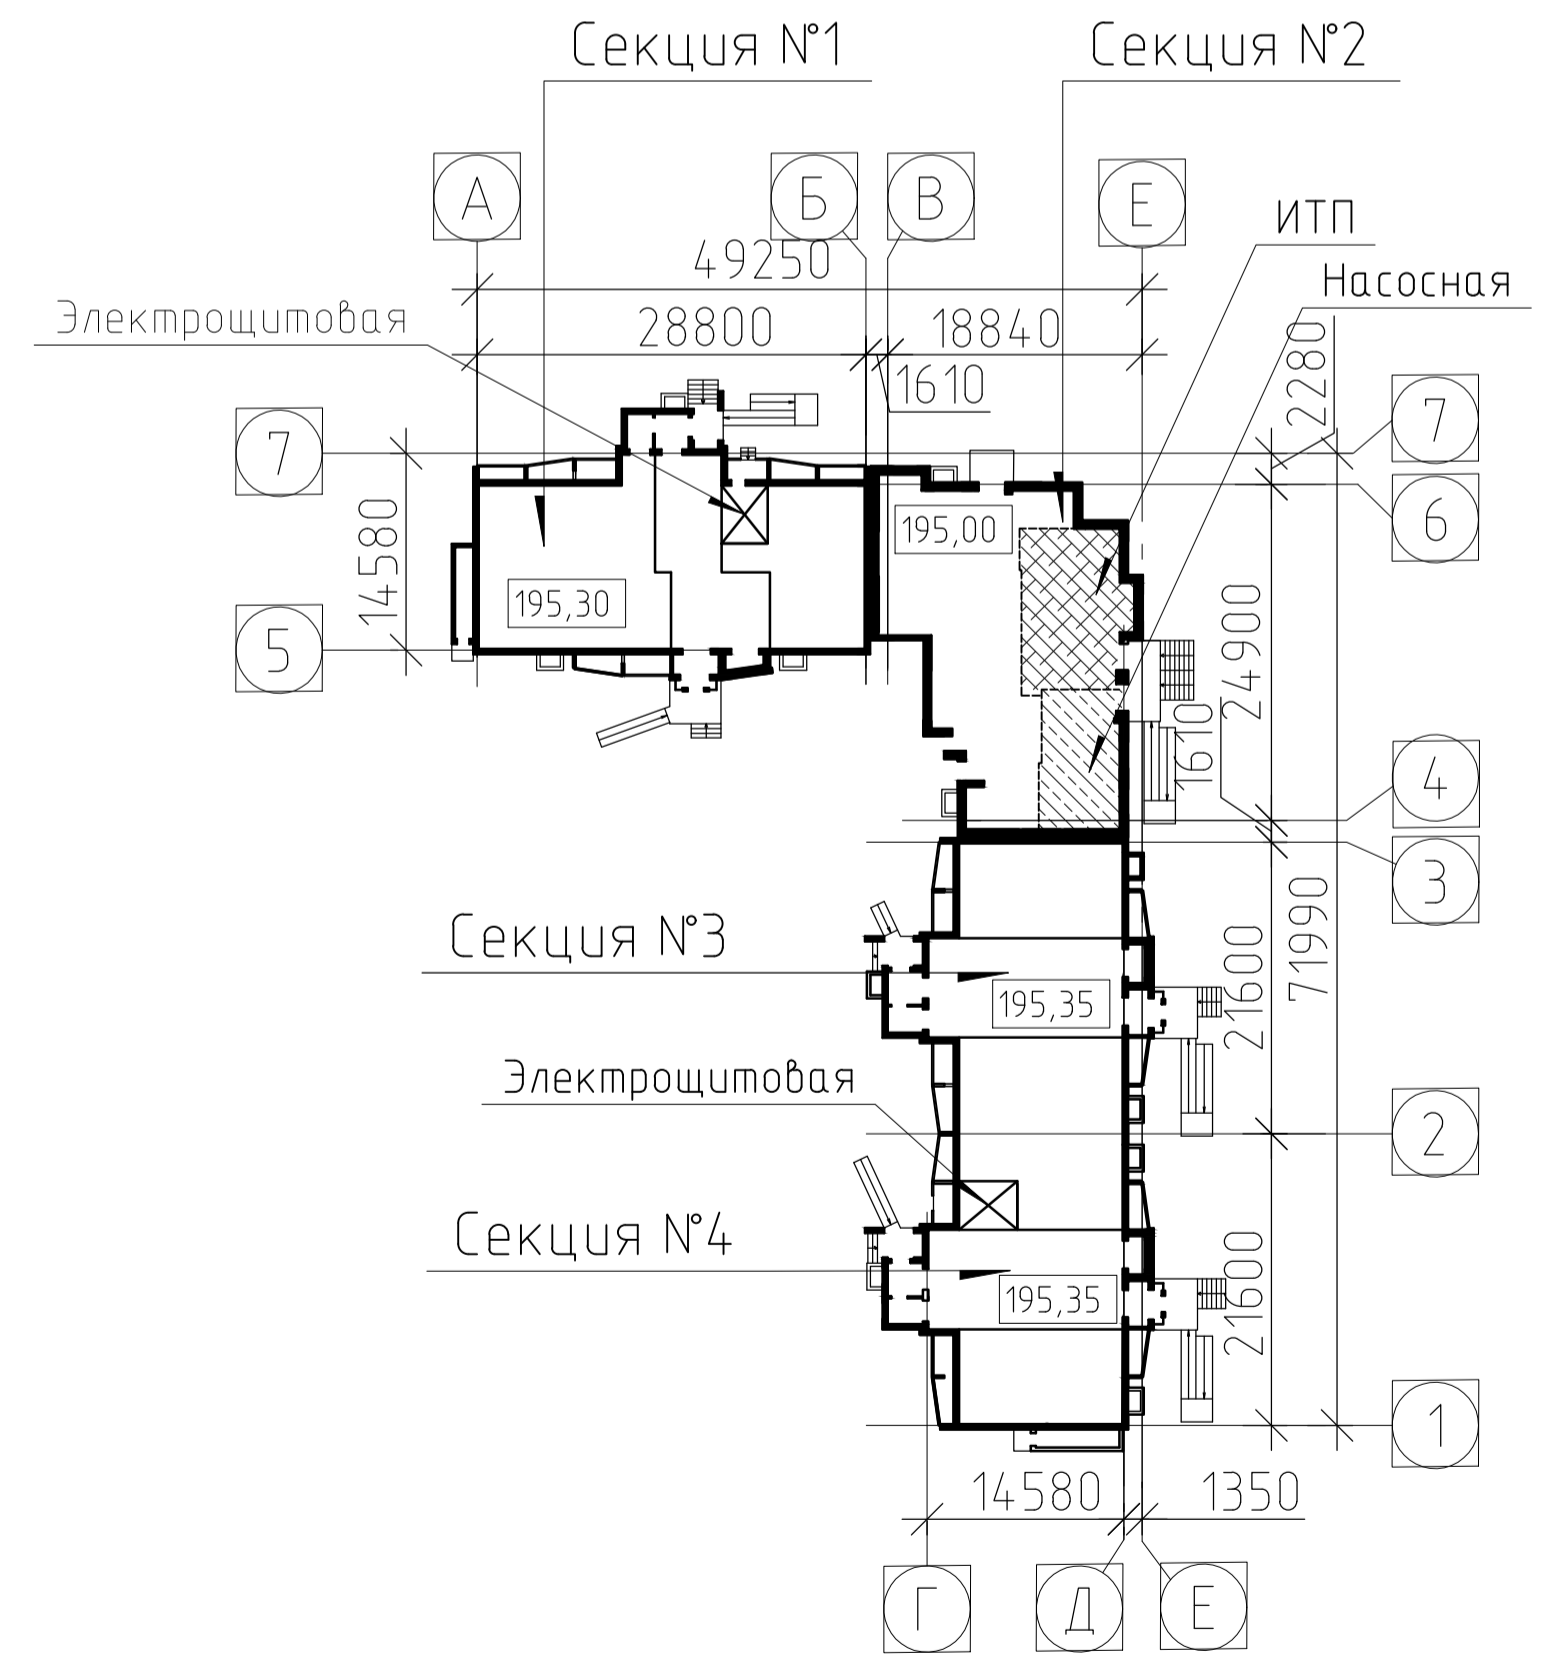 Секция №1
Секция №2
А
Б
В
Е
ИТП
49250
Насосная
Электрощитовая
28800
18840
1610
2280
7
7
6
195,00
14580
195,30
5
24900
1610
4
3
Секция №3
71990
21600
195,35
Электрощитовая
2
Секция №4
21600
195,35
1
14580
1350
Г
Д
Е